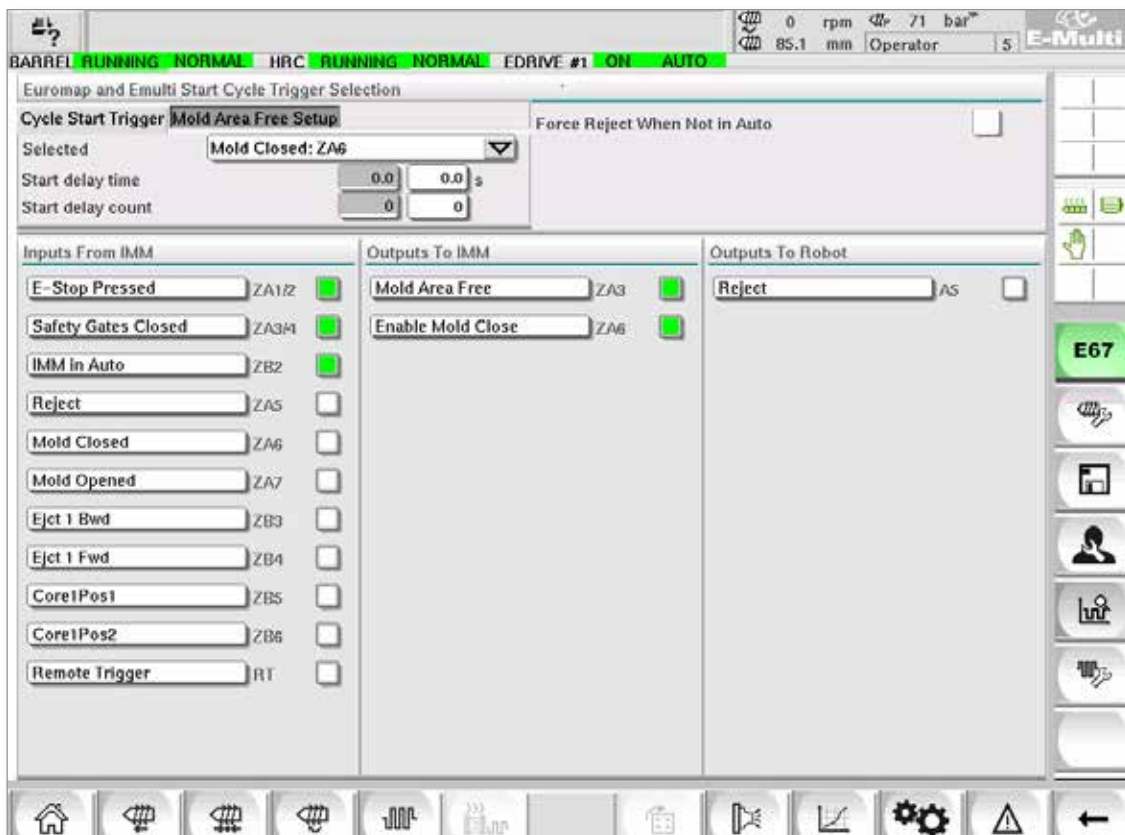 0 rpm 71 bar
85.1 mm Operator 5
E-Multi
BARREL RUNNING NORMAL HRC RUNNING NORMAL EDRIVE #1 ON AUTO
Euromap and Emulti Start Cycle Trigger Selection
Cycle Start Trigger Mold Area Free Setup
Force Reject When Not in Auto
Selected Mold Closed: ZA6
Start delay time 0.0 0.0 s
Start delay count 0 0
Inputs From IMM
E-Stop Pressed ZA1/2
Safety Gates Closed ZA3/4
IMM in Auto ZB2
Reject ZA5
Mold Closed ZA6
Mold Opened ZA7
Ejct 1 Bwd ZB3
Ejct 1 Fwd ZB4
Core1Pos1 ZB5
Core1Pos2 ZB6
Remote Trigger RT
Outputs To IMM
Mold Area Free ZA3
Enable Mold Close ZA6
Outputs To Robot
Reject A5
E67